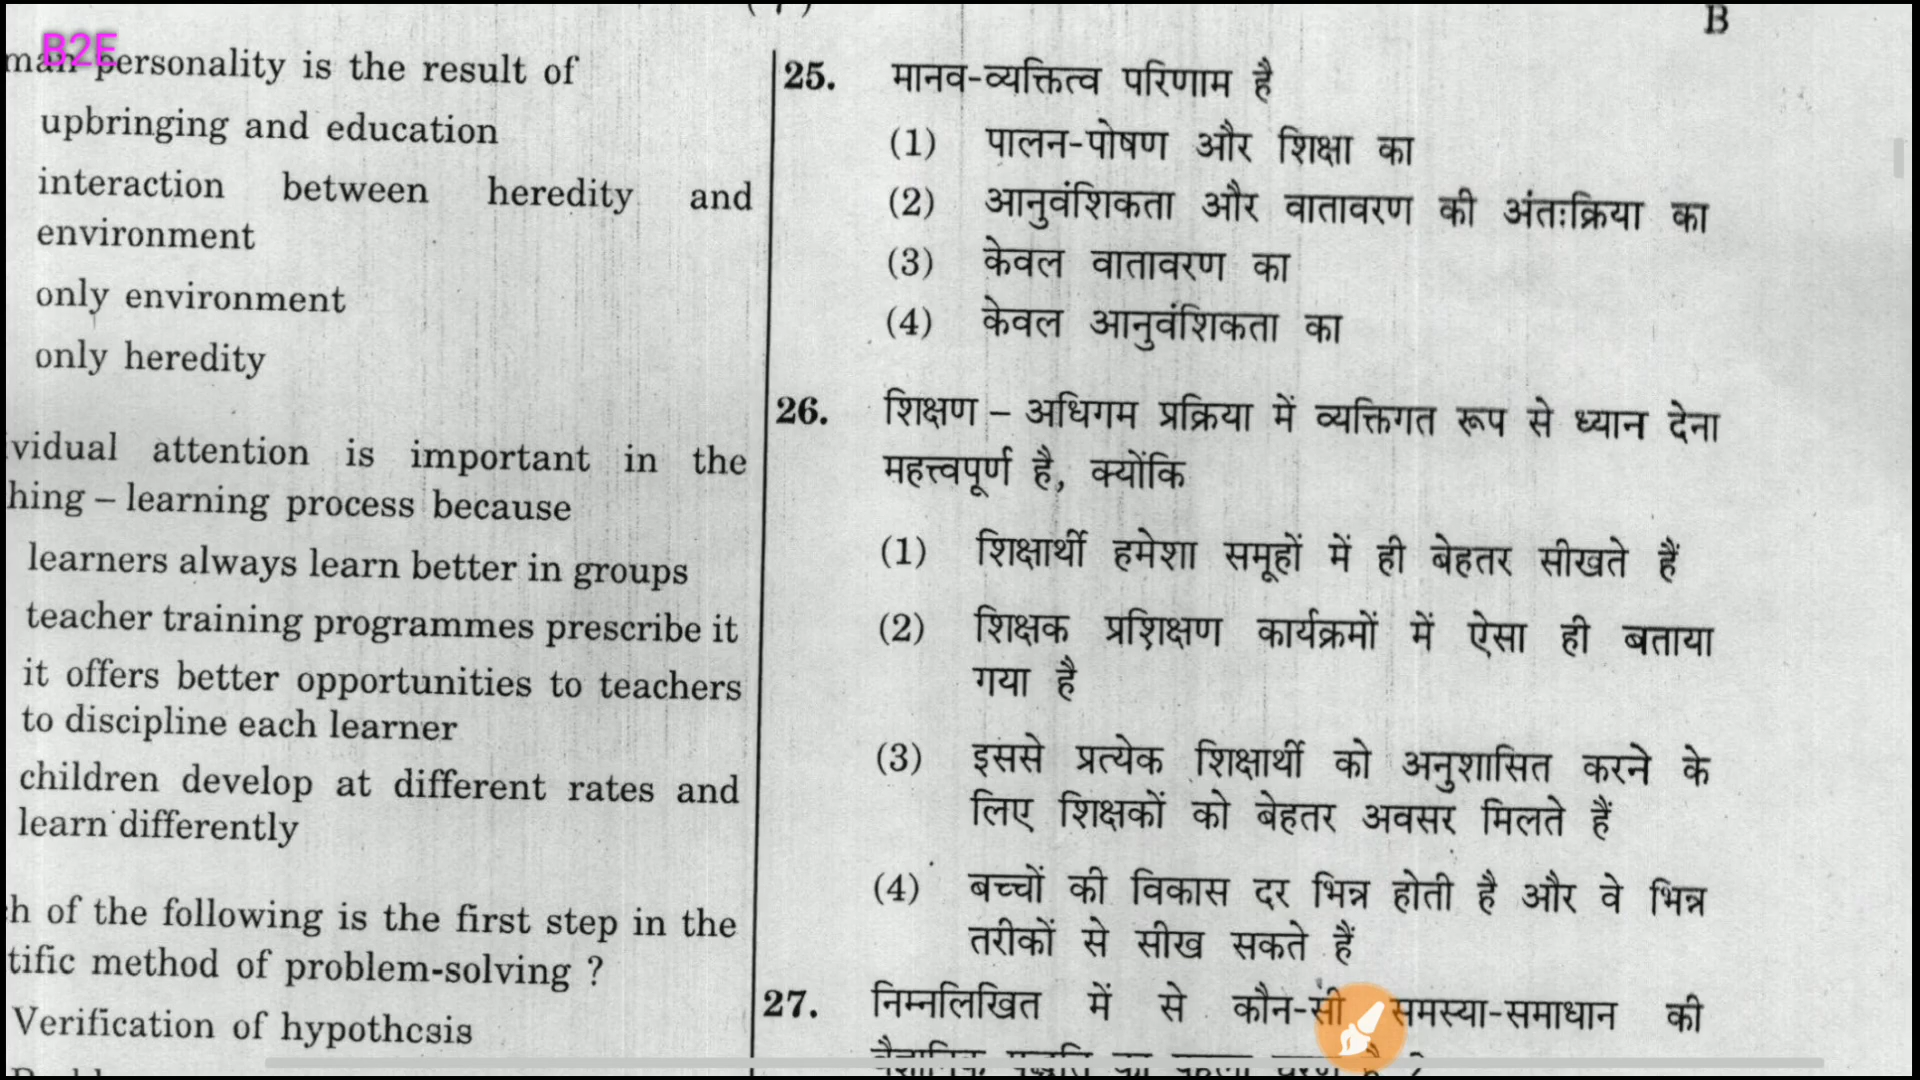 B
B2E
personality is the result of
upbringing and education
interaction between heredity and
environment
only environment
only heredity
attention is important in the
learning process because
learners always learn better in groups
teacher training programmes prescribe it
it offers better opportunities to teachers
to discipline each learner
children develop at different rates and
learn differently
of the following is the first step in the
method of problem-solving ?
Verification of hypothesis
25. मानव-व्यक्तित्व परिणाम है
(1) पालन-पोषण और शिक्षा का
(2) आनुवंशिकता और वातावरण की अंतःक्रिया का
(3) केवल वातावरण का
(4) केवल आनुवंशिकता का
26. शिक्षण – अधिगम प्रक्रिया में व्यक्तिगत रूप से ध्यान देना
महत्त्वपूर्ण है, क्योंकि
(1) शिक्षार्थी हमेशा समूहों में ही बेहतर सीखते हैं
(2) शिक्षक प्रशिक्षण कार्यक्रमों में ऐसा ही बताया
गया है
(3) इससे प्रत्येक शिक्षार्थी को अनुशासित करने के
लिए शिक्षकों को बेहतर अवसर मिलते हैं
(4) बच्चों की विकास दर भिन्न होती है और वे भिन्न
तरीकों से सीख सकते हैं
27. निम्नलिखित में से कौन-सी समस्या-समाधान की